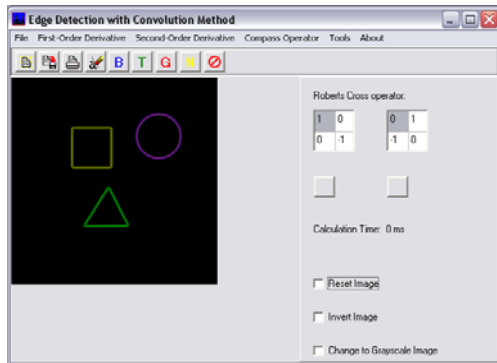 Edge Detection with Convolution Method
File First-Order Derivative Second-Order Derivative Compass Operator Tools About
B T G N
Roberts Cross operator:
1 0 0 1
0 -1 -1 0
Calculation Time: 0 ms
Reset Image
Invert Image
Change to Grayscale Image